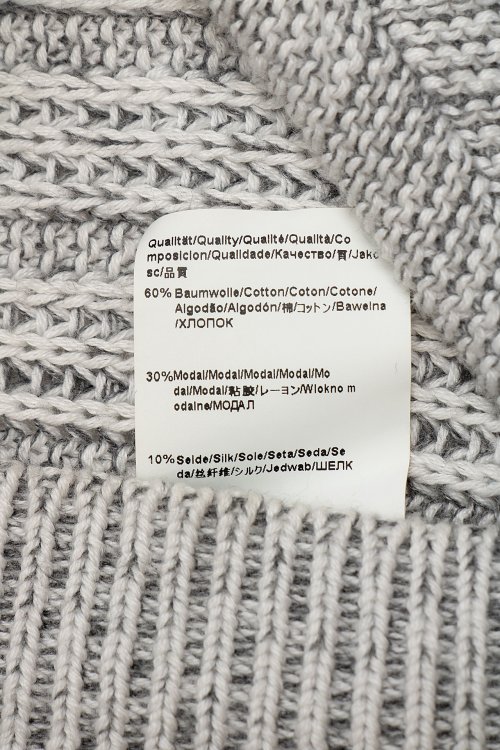 Qualität/Quality/Qualité/Qualità/Co
mposicion/Qualidade/Качество/質/Jako
sc/品質
60% Baumwolle/Cotton/Coton/Cotone/
Algodão/Algodón/棉/コットン/Bawelna
/ХЛОПОК
30%Modal/Modal/Modal/Modal/Mo
dal/Modal/粘胶/レーヨン/Wlokno m
odalne/МОДАЛ
10%Seide/Silk/Soie/Seta/Seda/Se
da/丝纤维/シルク/Jedwab/ШЕЛК